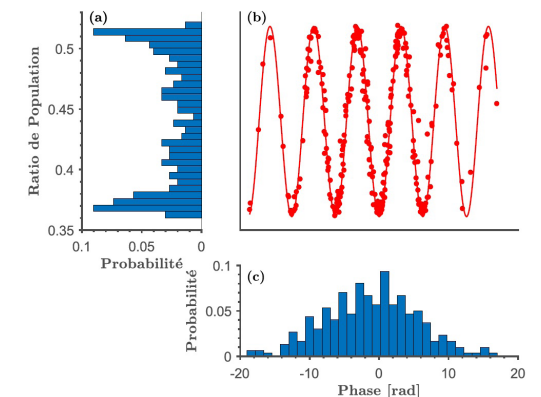 (a)
(b)
0.5
0.45
0.4
0.35
Ratio de Population
0.1
0.05
0
Probabilité
(c)
0.1
0.05
0
Probabilité
-20
-10
0
10
20
Phase [rad]